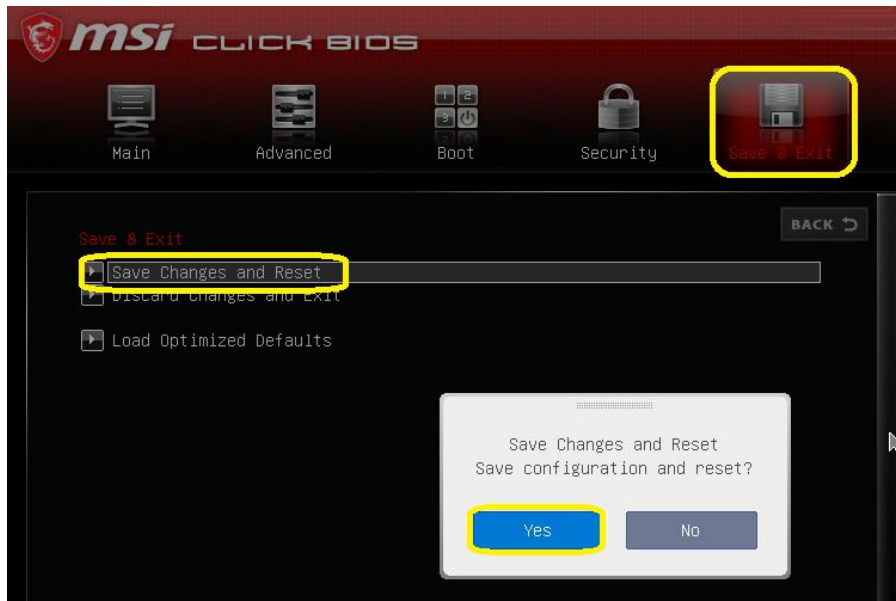 msi CLICK BIOS
Main Advanced Boot Security Save & Exit
BACK
Save & Exit
Save Changes and Reset
Discard Changes and Exit
Load Optimized Defaults
Save Changes and Reset
Save configuration and reset?
Yes No